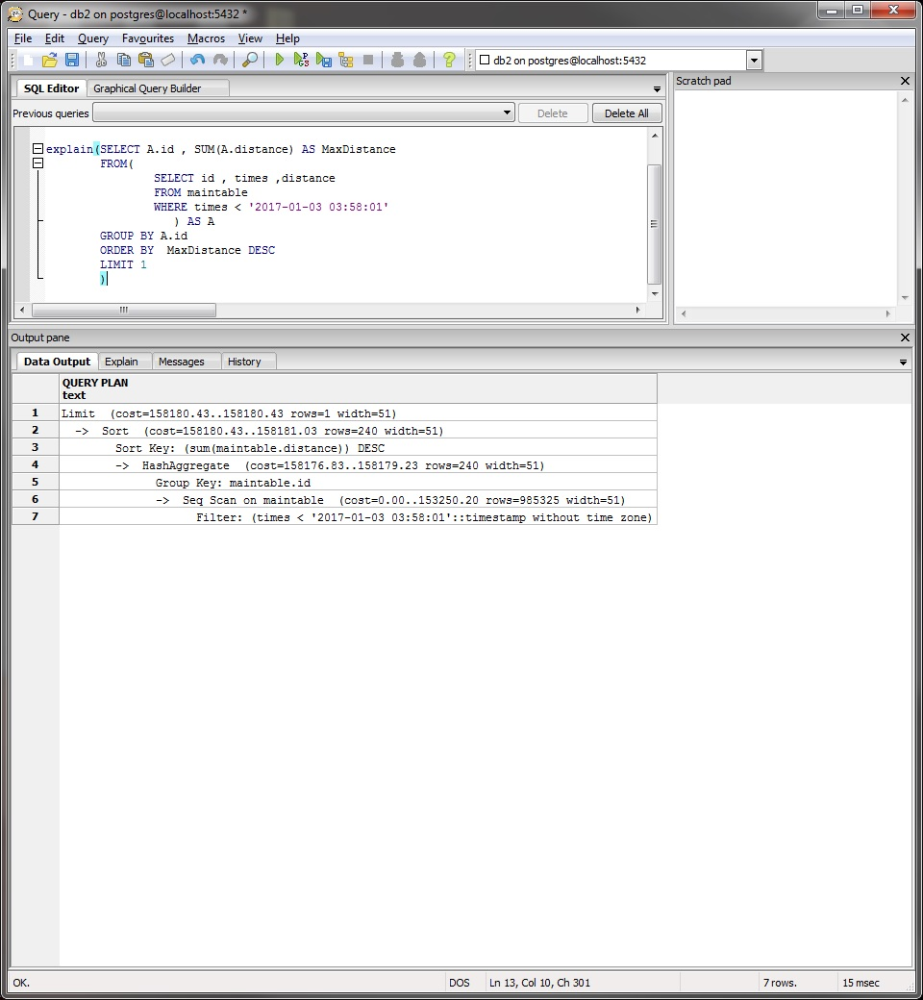 Query - db2 on postgres@localhost:5432 *
File Edit Query Favourites Macros View Help
db2 on postgres@localhost:5432
SQL Editor Graphical Query Builder
Scratch pad
Previous queries Delete Delete All
explain(SELECT A.id , SUM(A.distance) AS MaxDistance
FROM(
SELECT id , times ,distance
FROM maintable
WHERE times < '2017-01-03 03:58:01'
) AS A
GROUP BY A.id
ORDER BY  MaxDistance DESC
LIMIT 1
)
Output pane
Data Output Explain Messages History
QUERY PLAN
text
1 Limit  (cost=158180.43..158180.43 rows=1 width=51)
2 ->  Sort  (cost=158180.43..158181.03 rows=240 width=51)
3 Sort Key: (sum(maintable.distance)) DESC
4 ->  HashAggregate  (cost=158176.83..158179.23 rows=240 width=51)
5 Group Key: maintable.id
6 ->  Seq Scan on maintable  (cost=0.00..153250.20 rows=985325 width=51)
7 Filter: (times < '2017-01-03 03:58:01'::timestamp without time zone)
OK. DOS Ln 13, Col 10, Ch 301 7 rows. 15 msec